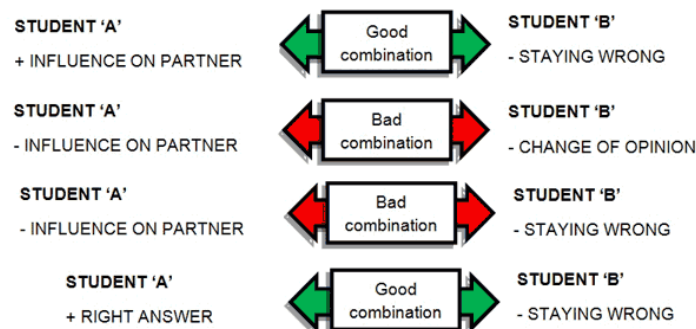 STUDENT 'A'
+ INFLUENCE ON PARTNER
Good
combination
STUDENT 'B'
- STAYING WRONG
STUDENT 'A'
- INFLUENCE ON PARTNER
Bad
combination
STUDENT 'B'
- CHANGE OF OPINION
STUDENT 'A'
- INFLUENCE ON PARTNER
Bad
combination
STUDENT 'B'
- STAYING WRONG
STUDENT 'A'
+ RIGHT ANSWER
Good
combination
STUDENT 'B'
- STAYING WRONG